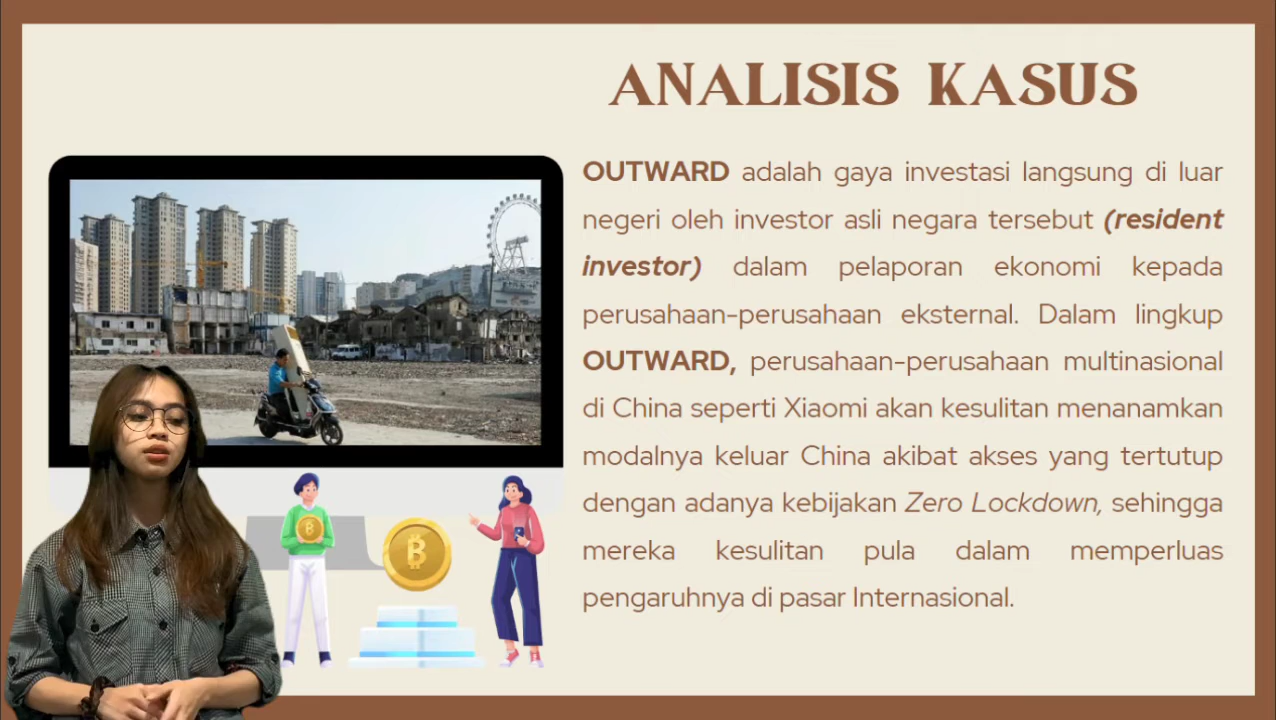 ANALISIS KASUS
OUTWARD adalah gaya investasi langsung di luar
negeri oleh investor asli negara tersebut (resident
investor) dalam pelaporan ekonomi kepada
perusahaan-perusahaan eksternal. Dalam lingkup
OUTWARD, perusahaan-perusahaan multinasional
di China seperti Xiaomi akan kesulitan menanamkan
modalnya keluar China akibat akses yang tertutup
dengan adanya kebijakan Zero Lockdown, sehingga
mereka kesulitan pula dalam memperluas
pengaruhnya di pasar Internasional.